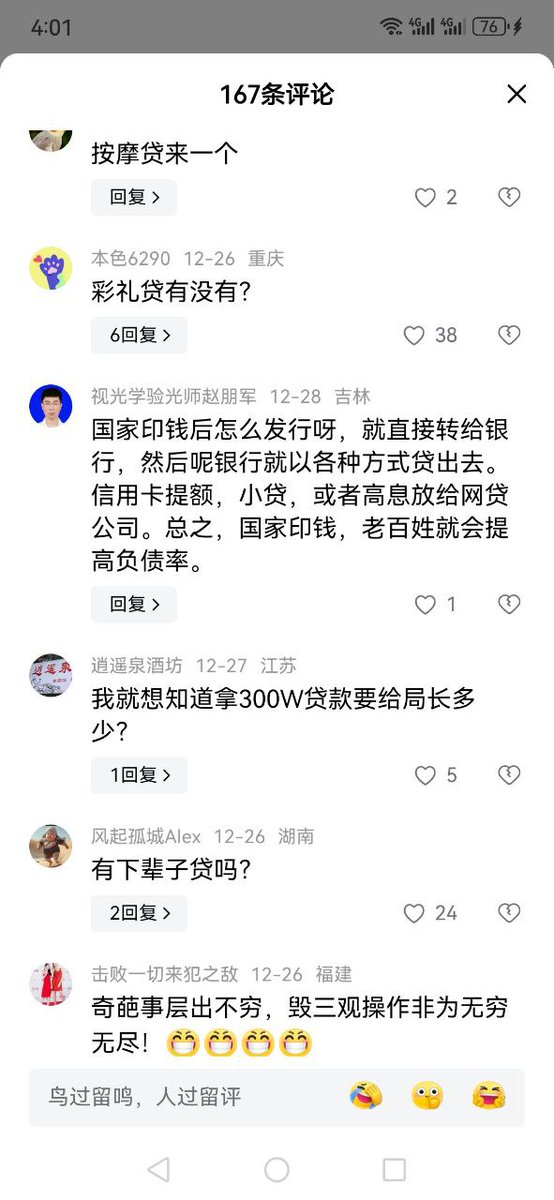 4:01
4G 4G 76
167条评论
按摩贷来一个
回复
2
本色6290 12-26 重庆
彩礼贷有没有?
6回复
38
视光学验光师赵朋军 12-28 吉林
国家印钱后怎么发行呀，就直接转给银
行，然后呢银行就以各种方式贷出去。
信用卡提额，小贷，或者高息放给网贷
公司。总之，国家印钱，老百姓就会提
高负债率。
回复
1
逍遥泉酒坊 12-27 江苏
我就想知道拿300W贷款要给局长多
少?
1回复
5
风起孤城Alex 12-26 湖南
有下辈子贷吗?
2回复
24
击败一切来犯之敌 12-26 福建
奇葩事层出不穷，毁三观操作非为无穷
无尽！😁😁😁😁
鸟过留鸣，人过留评